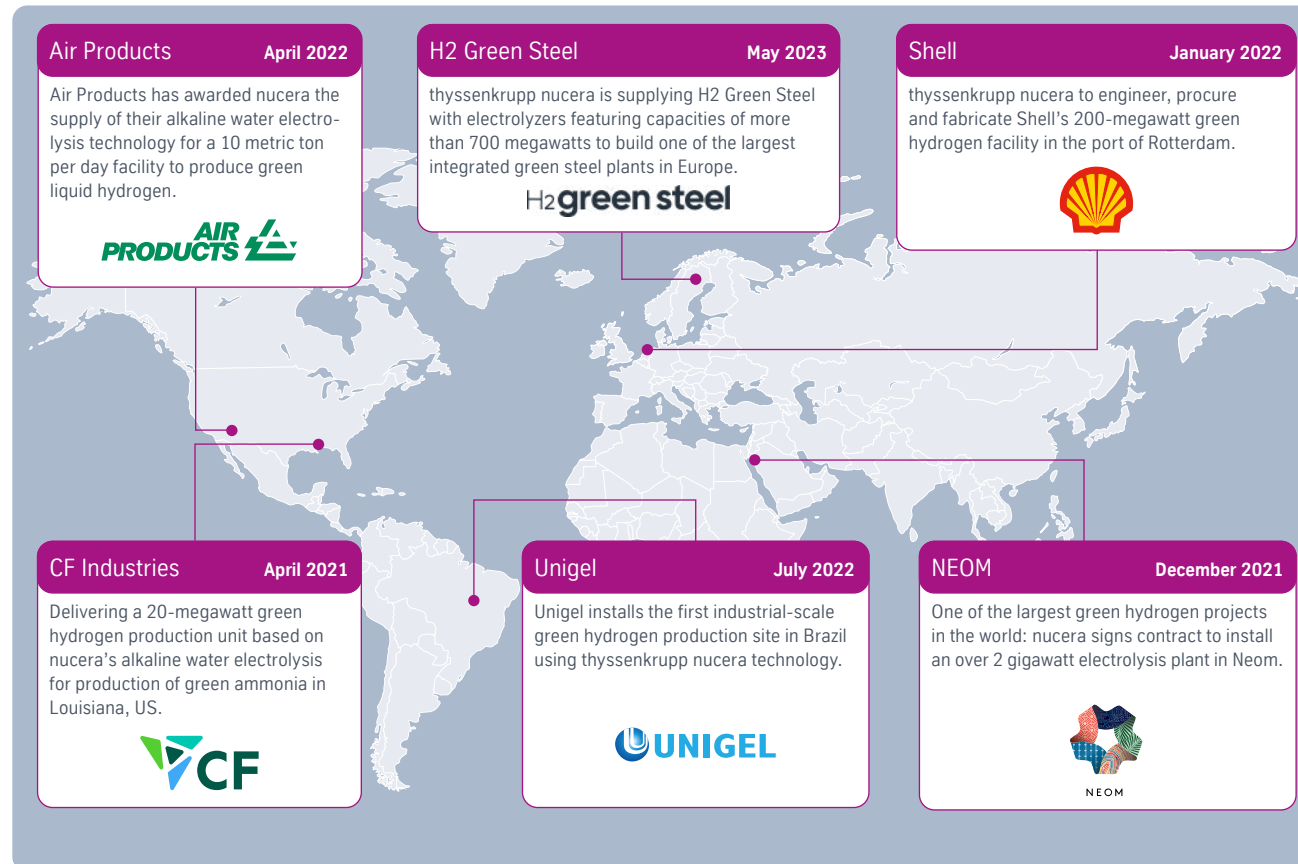 Air Products April 2022
Air Products has awarded nucera the
supply of their alkaline water electro-
lysis technology for a 10 metric ton
per day facility to produce green
liquid hydrogen.
AIR
PRODUCTS
H2 Green Steel May 2023
thyssenkrupp nucera is supplying H2 Green Steel
with electrolyzers featuring capacities of more
than 700 megawatts to build one of the largest
integrated green steel plants in Europe.
H2 green steel
Shell January 2022
thyssenkrupp nucera to engineer, procure
and fabricate Shell’s 200-megawatt green
hydrogen facility in the port of Rotterdam.
CF Industries April 2021
Delivering a 20-megawatt green
hydrogen production unit based on
nucera’s alkaline water electrolysis
for production of green ammonia in
Louisiana, US.
CF
Unigel July 2022
Unigel installs the first industrial-scale
green hydrogen production site in Brazil
using thyssenkrupp nucera technology.
UNIGEL
NEOM December 2021
One of the largest green hydrogen projects
in the world: nucera signs contract to install
an over 2 gigawatt electrolysis plant in Neom.
NEOM